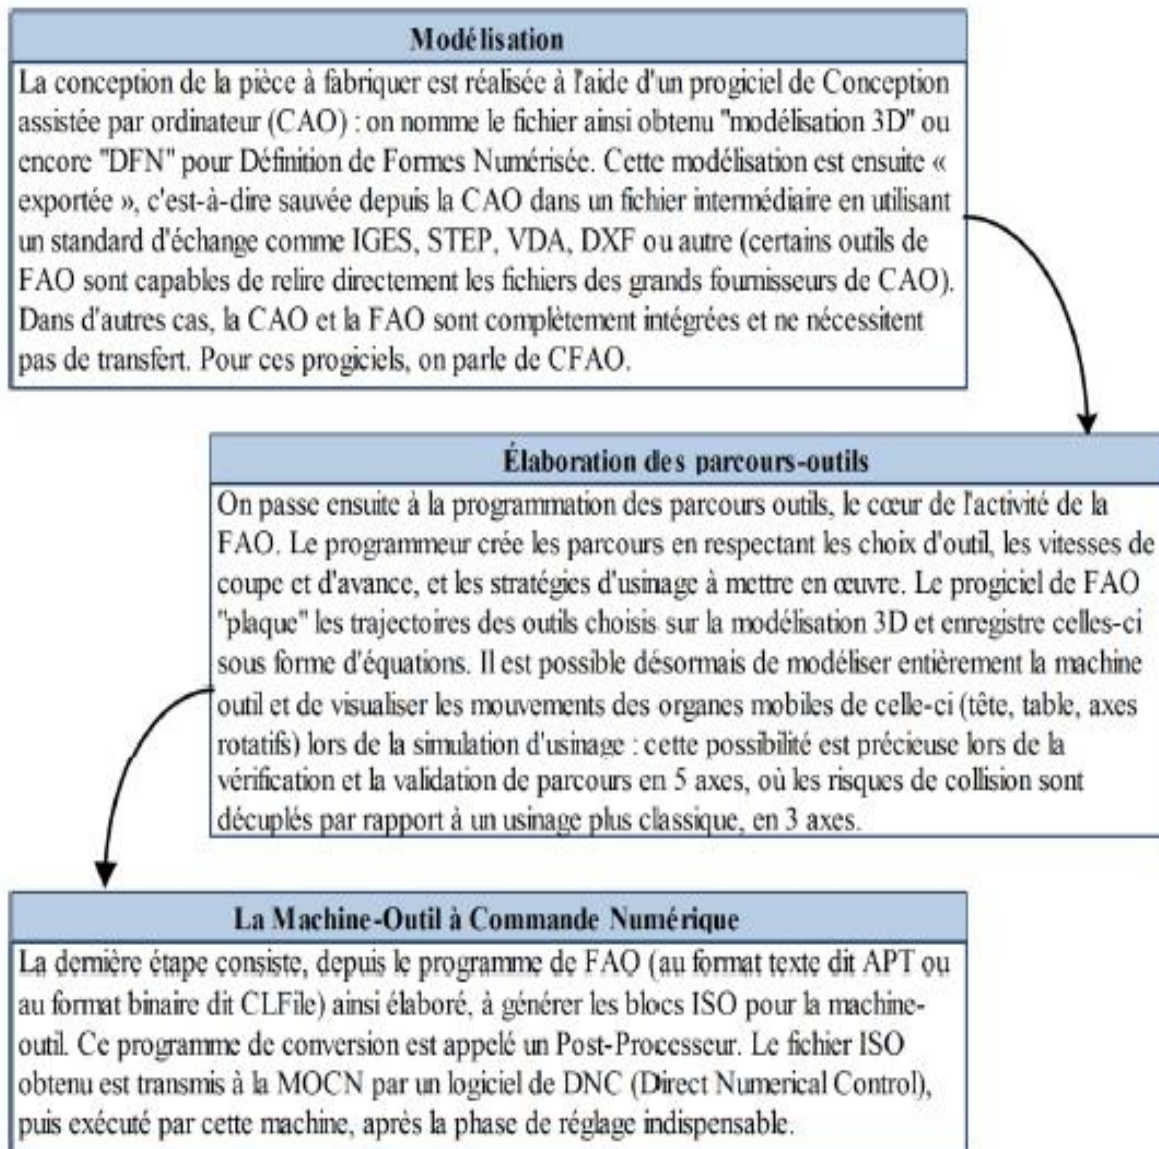 Modélisation
La conception de la pièce à fabriquer est réalisée à l'aide d'un progiciel de Conception
assistée par ordinateur (CAO) : on nomme le fichier ainsi obtenu "modélisation 3D" ou
encore "DFN" pour Définition de Formes Numérisée. Cette modélisation est ensuite «
exportée », c'est-à-dire sauvée depuis la CAO dans un fichier intermédiaire en utilisant
un standard d'échange comme IGES, STEP, VDA, DXF ou autre (certains outils de
FAO sont capables de relire directement les fichiers des grands fournisseurs de CAO).
Dans d'autres cas, la CAO et la FAO sont complètement intégrées et ne nécessitent
pas de transfert. Pour ces progiciels, on parle de CFAO.
Élaboration des parcours-outils
On passe ensuite à la programmation des parcours outils, le cœur de l'activité de la
FAO. Le programmeur crée les parcours en respectant les choix d'outil, les vitesses de
coupe et d'avance, et les stratégies d'usinage à mettre en œuvre. Le progiciel de FAO
"plaque" les trajectoires des outils choisis sur la modélisation 3D et enregistre celles-ci
sous forme d'équations. Il est possible désormais de modéliser entièrement la machine
outil et de visualiser les mouvements des organes mobiles de celle-ci (tête, table, axes
rotatifs) lors de la simulation d'usinage : cette possibilité est précieuse lors de la
vérification et la validation de parcours en 5 axes, où les risques de collision sont
décuplés par rapport à un usinage plus classique, en 3 axes.
La Machine-Outil à Commande Numérique
La dernière étape consiste, depuis le programme de FAO (au format texte dit APT ou
au format binaire dit CLFile) ainsi élaboré, à générer les blocs ISO pour la machine-
outil. Ce programme de conversion est appelé un Post-Processeur. Le fichier ISO
obtenu est transmis à la MOCN par un logiciel de DNC (Direct Numerical Control),
puis exécuté par cette machine, après la phase de réglage indispensable.